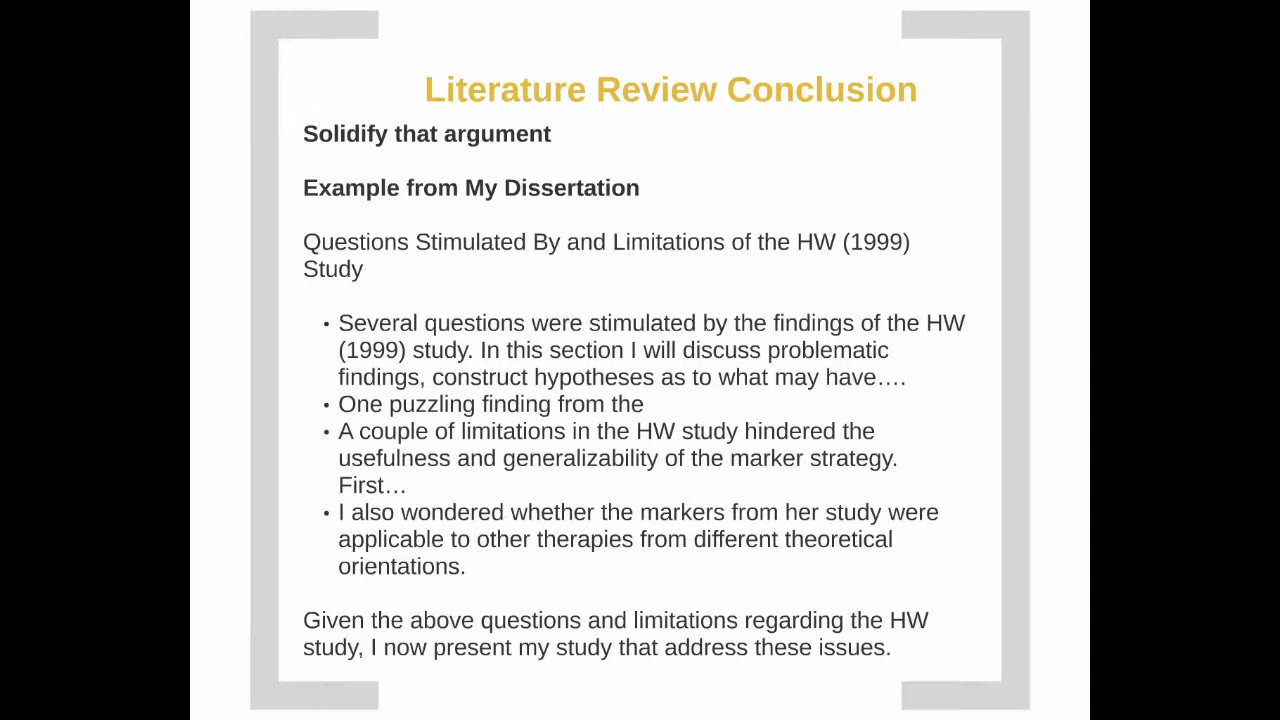 Literature Review Conclusion
Solidify that argument
Example from My Dissertation
Questions Stimulated By and Limitations of the HW (1999)
Study
• Several questions were stimulated by the findings of the HW
(1999) study. In this section I will discuss problematic
findings, construct hypotheses as to what may have….
• One puzzling finding from the
• A couple of limitations in the HW study hindered the
usefulness and generalizability of the marker strategy.
First…
• I also wondered whether the markers from her study were
applicable to other therapies from different theoretical
orientations.
Given the above questions and limitations regarding the HW
study, I now present my study that address these issues.